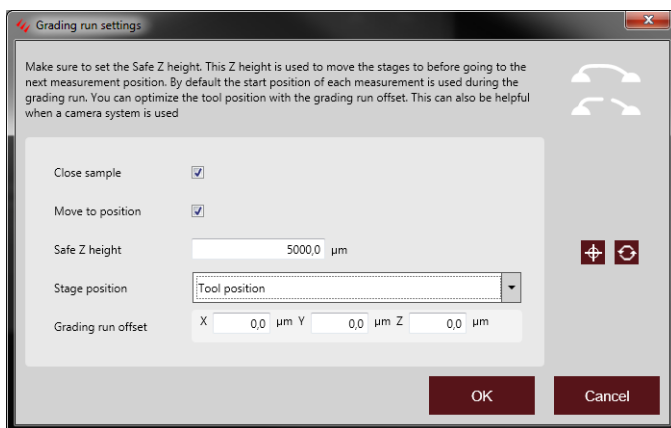 Grading run settings
Make sure to set the Safe Z height. This Z height is used to move the stages to before going to the
next measurement position. By default the start position of each measurement is used during the
grading run. You can optimize the tool position with the grading run offset. This can also be helpful
when a camera system is used
Close sample
Move to position
Safe Z height 5000,0 µm
Stage position Tool position
Grading run offset X 0,0 µm Y 0,0 µm Z 0,0 µm
OK Cancel